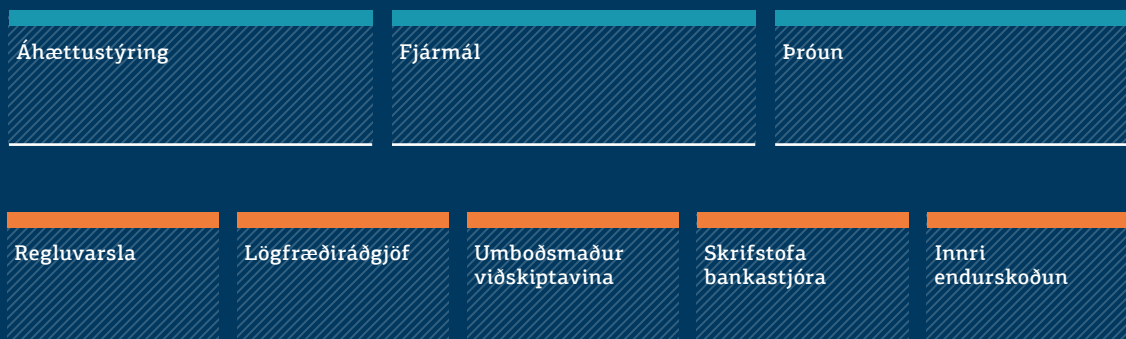 Áhættustýring
Fjármál
Þróun
Regluvarsla
Lögfræðiráðgjöf
Umboðsmaður
viðskiptavina
Skrifstofa
bankastjóra
Innri
endurskoðun